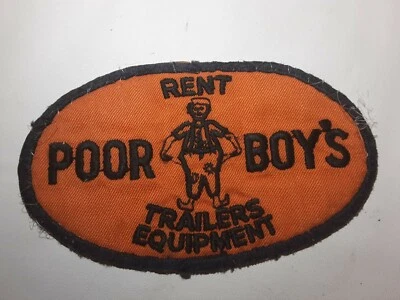 RENT
POOR BOY'S
TRAILERS
EQUIPMENT